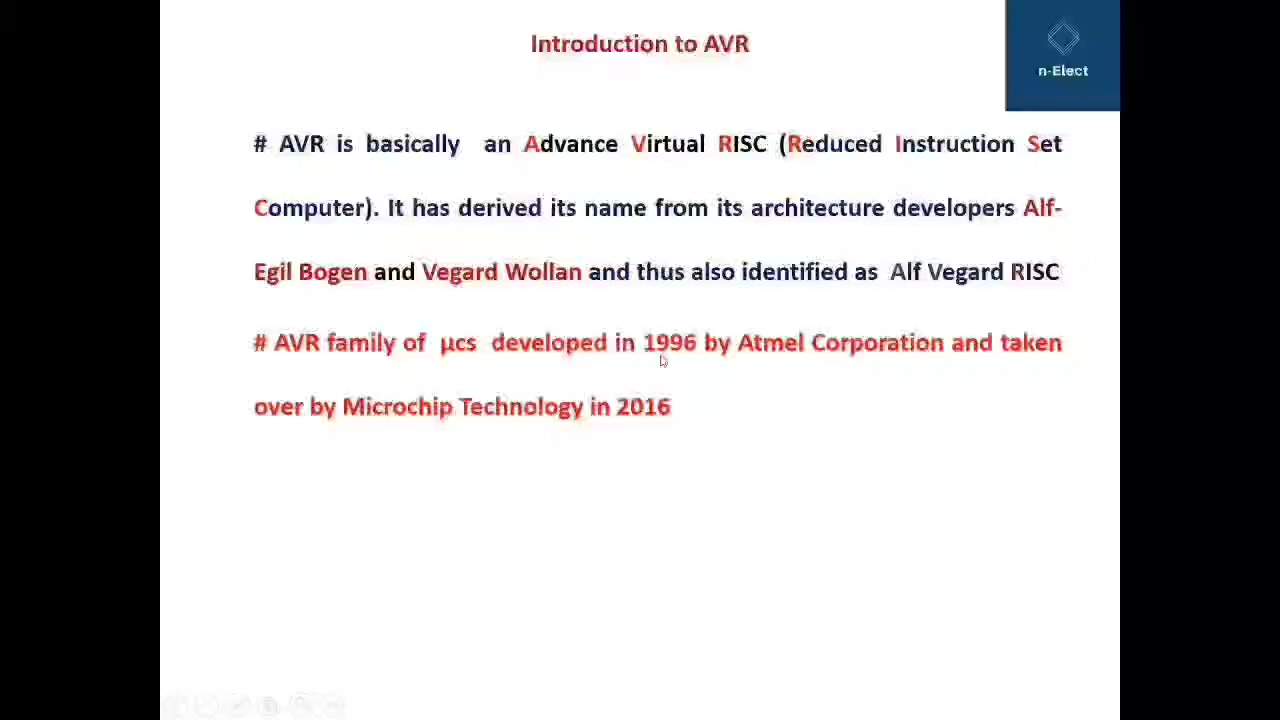 Introduction to AVR
n-Elect
# AVR is basically an Advance Virtual RISC (Reduced Instruction Set
Computer). It has derived its name from its architecture developers Alf-
Egil Bogen and Vegard Wollan and thus also identified as Alf Vegard RISC
# AVR family of μcs developed in 1996 by Atmel Corporation and taken
over by Microchip Technology in 2016